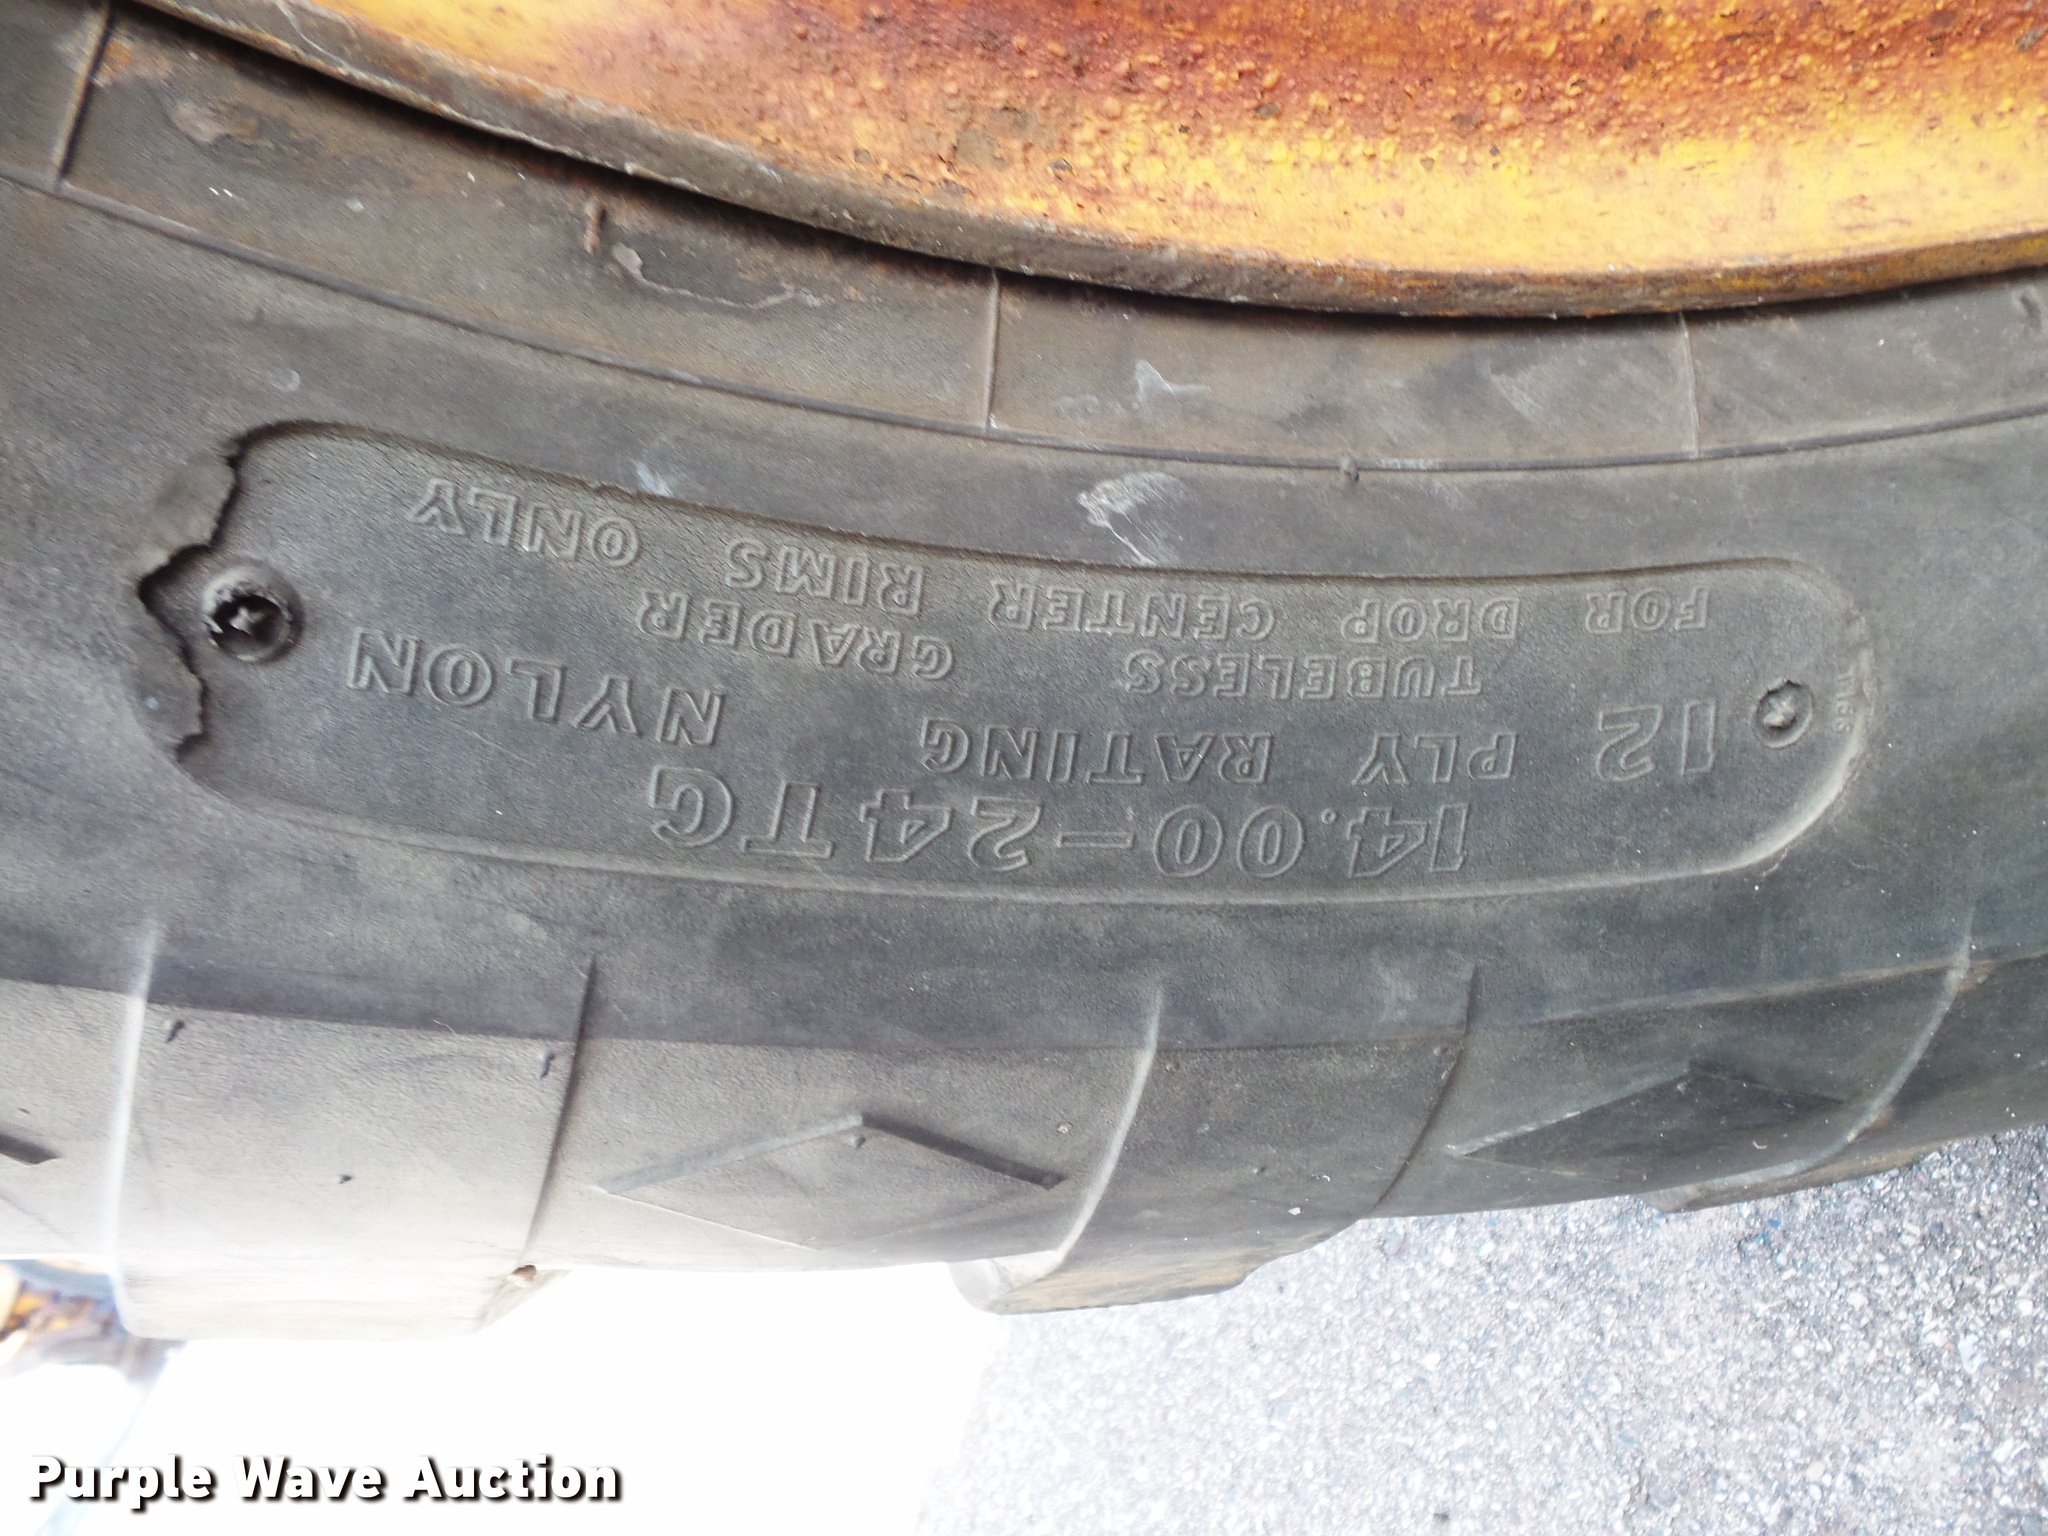 14.00-24TG
12 PLY RATING NYLON
TUBELESS GRADER
FOR DROP CENTER RIMS ONLY
Purple Wave Auction